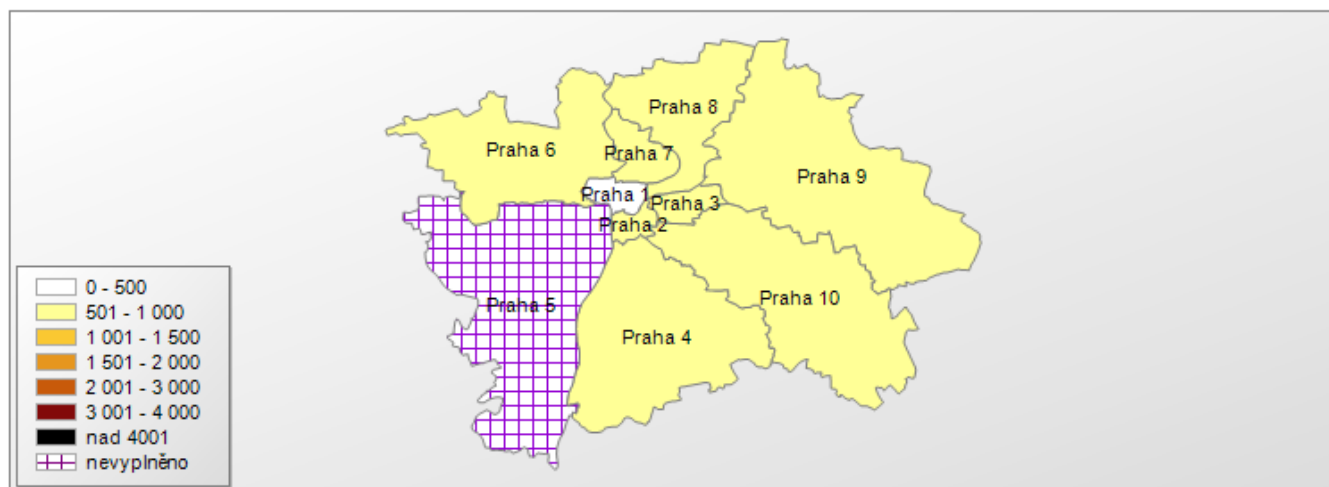 Praha 8
Praha 6
Praha 7
Praha 9
Praha 1
Praha 3
Praha 2
Praha 10
Praha 5
Praha 4
0 - 500
501 - 1 000
1 001 - 1 500
1 501 - 2 000
2 001 - 3 000
3 001 - 4 000
nad 4001
nevyplněno